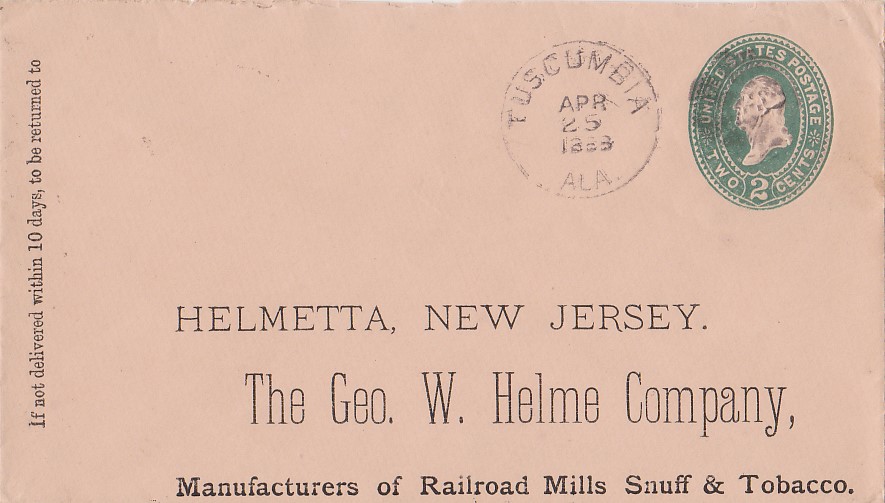 If not delivered within 10 days, to be returned to
TUSCUMBIA
APR
25
ALA.
UNITED STATES POSTAGE
TWO 2 CENTS
HELMETTA, NEW JERSEY.
The Geo. W. Helme Company,
Manufacturers of Railroad Mills Snuff & Tobacco.